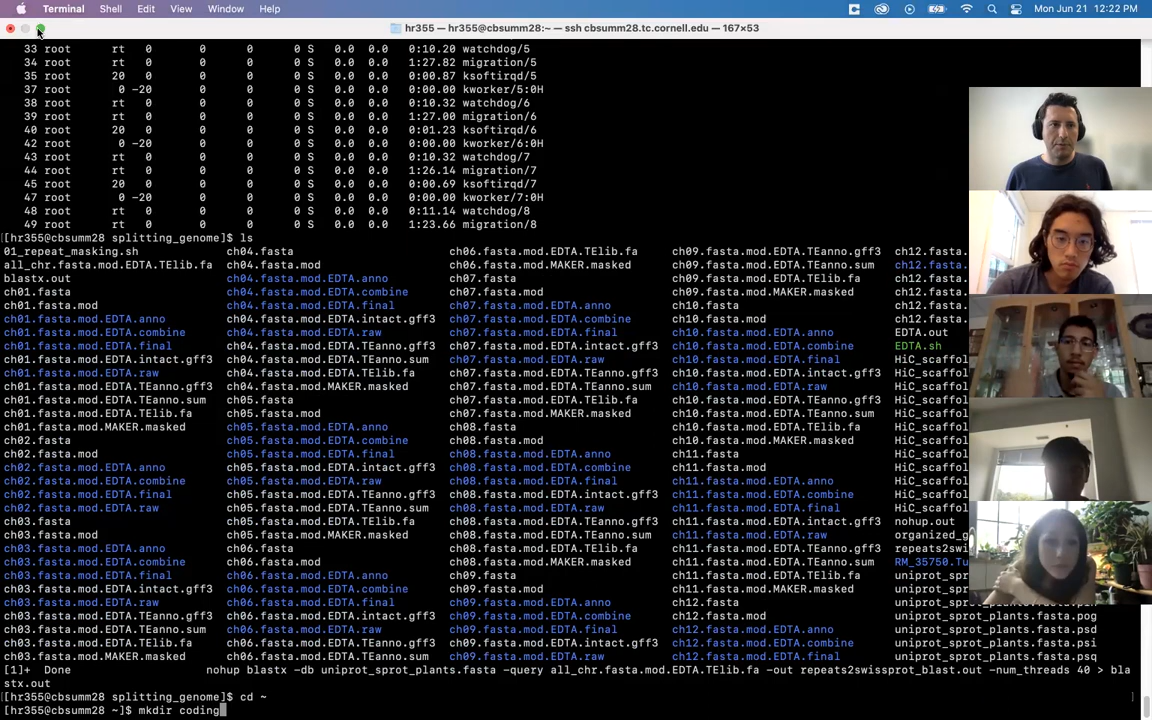 Terminal Shell Edit View Window Help Mon Jun 21 12:22 PM
hr355 — hr355@cbsumm28:~ — ssh cbsumm28.tc.cornell.edu — 167×53
33 root rt 0 0 0 0 S 0.0 0.0 0:10.20 watchdog/5
34 root rt 0 0 0 0 S 0.0 0.0 1:27.82 migration/5
35 root 20 0 0 0 0 S 0.0 0.0 0:00.87 ksoftirqd/5
37 root 0 -20 0 0 0 S 0.0 0.0 0:00.00 kworker/5:0H
38 root rt 0 0 0 0 S 0.0 0.0 0:10.32 watchdog/6
39 root rt 0 0 0 0 S 0.0 0.0 1:27.00 migration/6
40 root 20 0 0 0 0 S 0.0 0.0 0:01.23 ksoftirqd/6
42 root 0 -20 0 0 0 S 0.0 0.0 0:00.00 kworker/6:0H
43 root rt 0 0 0 0 S 0.0 0.0 0:10.32 watchdog/7
44 root rt 0 0 0 0 S 0.0 0.0 1:26.14 migration/7
45 root 20 0 0 0 0 S 0.0 0.0 0:00.69 ksoftirqd/7
47 root 0 -20 0 0 0 S 0.0 0.0 0:00.00 kworker/7:0H
48 root rt 0 0 0 0 S 0.0 0.0 0:11.14 watchdog/8
49 root rt 0 0 0 0 S 0.0 0.0 1:23.66 migration/8
[hr355@cbsumm28 splitting_genome]$ ls
01_repeat_masking.sh ch04.fasta ch06.fasta.mod.EDTA.TElib.fa ch09.fasta.mod.EDTA.TEanno.gff3 ch12.fasta.
all_chr.fasta.mod.EDTA.TElib.fa ch04.fasta.mod ch06.fasta.mod.MAKER.masked ch09.fasta.mod.EDTA.TEanno.sum ch12.fasta.
blastx.out ch04.fasta.mod.EDTA.anno ch07.fasta ch09.fasta.mod.EDTA.TElib.fa ch12.fasta.
ch01.fasta ch04.fasta.mod.EDTA.combine ch07.fasta.mod ch09.fasta.mod.MAKER.masked ch12.fasta.
ch01.fasta.mod ch04.fasta.mod.EDTA.final ch07.fasta.mod.EDTA.anno ch10.fasta ch12.fasta.
ch01.fasta.mod.EDTA.anno ch04.fasta.mod.EDTA.intact.gff3 ch07.fasta.mod.EDTA.combine ch10.fasta.mod ch12.fasta.
ch01.fasta.mod.EDTA.combine ch04.fasta.mod.EDTA.raw ch07.fasta.mod.EDTA.final ch10.fasta.mod.EDTA.anno EDTA.out
ch01.fasta.mod.EDTA.final ch04.fasta.mod.EDTA.TEanno.gff3 ch07.fasta.mod.EDTA.intact.gff3 ch10.fasta.mod.EDTA.combine EDTA.sh
ch01.fasta.mod.EDTA.intact.gff3 ch04.fasta.mod.EDTA.TEanno.sum ch07.fasta.mod.EDTA.raw ch10.fasta.mod.EDTA.final HiC_scaffol
ch01.fasta.mod.EDTA.raw ch04.fasta.mod.EDTA.TElib.fa ch07.fasta.mod.EDTA.TEanno.gff3 ch10.fasta.mod.EDTA.intact.gff3 HiC_scaffol
ch01.fasta.mod.EDTA.TEanno.gff3 ch04.fasta.mod.MAKER.masked ch07.fasta.mod.EDTA.TEanno.sum ch10.fasta.mod.EDTA.raw HiC_scaffol
ch01.fasta.mod.EDTA.TEanno.sum ch05.fasta ch07.fasta.mod.EDTA.TElib.fa ch10.fasta.mod.EDTA.TEanno.gff3 HiC_scaffol
ch01.fasta.mod.EDTA.TElib.fa ch05.fasta.mod ch07.fasta.mod.MAKER.masked ch10.fasta.mod.EDTA.TEanno.sum HiC_scaffol
ch01.fasta.mod.MAKER.masked ch05.fasta.mod.EDTA.anno ch08.fasta ch10.fasta.mod.EDTA.TElib.fa HiC_scaffol
ch02.fasta ch05.fasta.mod.EDTA.combine ch08.fasta.mod ch10.fasta.mod.MAKER.masked HiC_scaffol
ch02.fasta.mod ch05.fasta.mod.EDTA.final ch08.fasta.mod.EDTA.anno ch11.fasta HiC_scaffol
ch02.fasta.mod.EDTA.anno ch05.fasta.mod.EDTA.intact.gff3 ch08.fasta.mod.EDTA.combine ch11.fasta.mod HiC_scaffol
ch02.fasta.mod.EDTA.combine ch05.fasta.mod.EDTA.raw ch08.fasta.mod.EDTA.final ch11.fasta.mod.EDTA.anno HiC_scaffol
ch02.fasta.mod.EDTA.final ch05.fasta.mod.EDTA.TEanno.gff3 ch08.fasta.mod.EDTA.intact.gff3 ch11.fasta.mod.EDTA.combine HiC_scaffol
ch02.fasta.mod.EDTA.raw ch05.fasta.mod.EDTA.TEanno.sum ch08.fasta.mod.EDTA.raw ch11.fasta.mod.EDTA.final HiC_scaffol
ch03.fasta ch05.fasta.mod.EDTA.TElib.fa ch08.fasta.mod.EDTA.TEanno.gff3 ch11.fasta.mod.EDTA.intact.gff3 nohup.out
ch03.fasta.mod ch05.fasta.mod.MAKER.masked ch08.fasta.mod.EDTA.TEanno.sum ch11.fasta.mod.EDTA.raw organized_g
ch03.fasta.mod.EDTA.anno ch06.fasta ch08.fasta.mod.EDTA.TElib.fa ch11.fasta.mod.EDTA.TEanno.gff3 repeats2swi
ch03.fasta.mod.EDTA.combine ch06.fasta.mod ch08.fasta.mod.MAKER.masked ch11.fasta.mod.EDTA.TEanno.sum RM_35750.Tu
ch03.fasta.mod.EDTA.final ch06.fasta.mod.EDTA.anno ch09.fasta ch11.fasta.mod.EDTA.TElib.fa uniprot_spr
ch03.fasta.mod.EDTA.intact.gff3 ch06.fasta.mod.EDTA.combine ch09.fasta.mod ch11.fasta.mod.MAKER.masked uniprot_spr
ch03.fasta.mod.EDTA.raw ch06.fasta.mod.EDTA.final ch09.fasta.mod.EDTA.anno ch12.fasta uniprot_sprot_plants.fasta.pin
ch03.fasta.mod.EDTA.TEanno.gff3 ch06.fasta.mod.EDTA.intact.gff3 ch09.fasta.mod.EDTA.combine ch12.fasta.mod uniprot_sprot_plants.fasta.pog
ch03.fasta.mod.EDTA.TEanno.sum ch06.fasta.mod.EDTA.raw ch09.fasta.mod.EDTA.final ch12.fasta.mod.EDTA.anno uniprot_sprot_plants.fasta.psd
ch03.fasta.mod.EDTA.TElib.fa ch06.fasta.mod.EDTA.TEanno.gff3 ch09.fasta.mod.EDTA.intact.gff3 ch12.fasta.mod.EDTA.combine uniprot_sprot_plants.fasta.psi
ch03.fasta.mod.MAKER.masked ch06.fasta.mod.EDTA.TEanno.sum ch09.fasta.mod.EDTA.raw ch12.fasta.mod.EDTA.final uniprot_sprot_plants.fasta.psq
[1]+ Done nohup blastx -db uniprot_sprot_plants.fasta -query all_chr.fasta.mod.EDTA.TElib.fa -out repeats2swissprot_blast.out -num_threads 40 > bla
stx.out
[hr355@cbsumm28 splitting_genome]$ cd ~
[hr355@cbsumm28 ~]$ mkdir coding